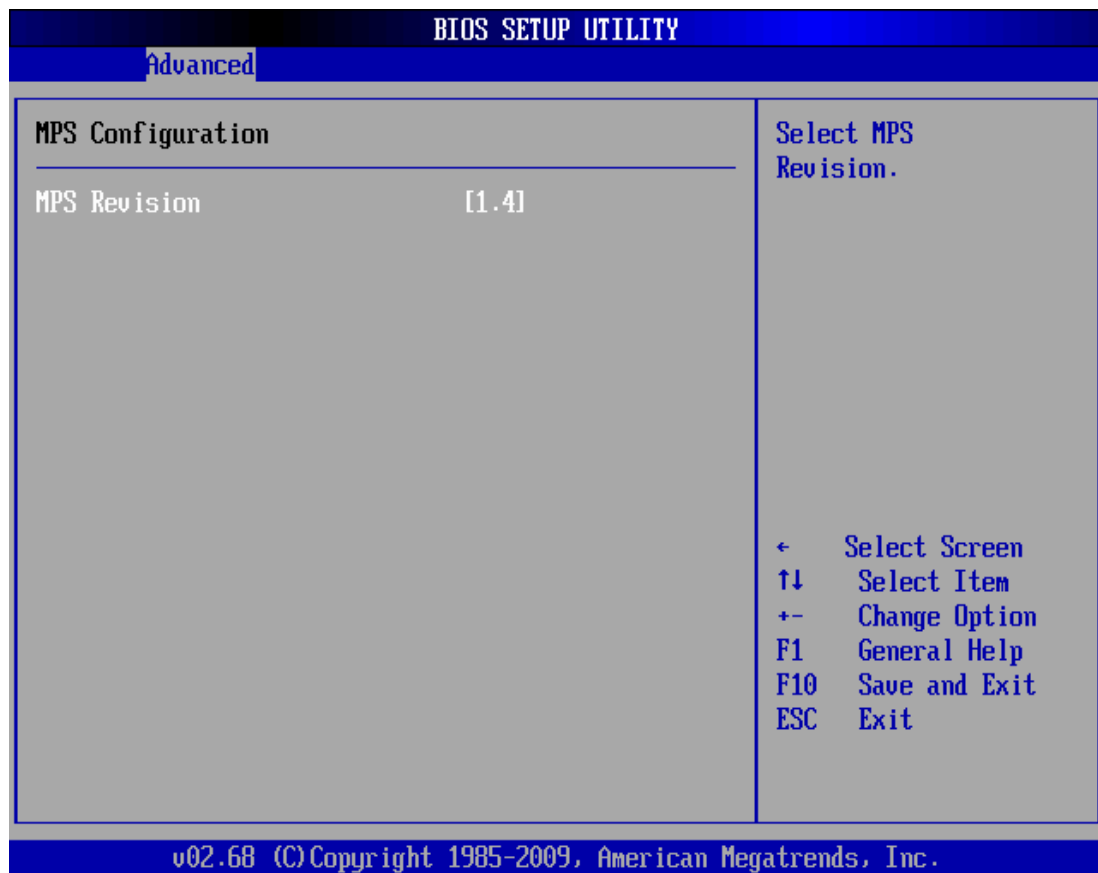 BIOS SETUP UTILITY
Advanced
MPS Configuration
MPS Revision [1.4]
Select MPS
Revision.
← Select Screen
↑↓ Select Item
+- Change Option
F1 General Help
F10 Save and Exit
ESC Exit
v02.68 (C)Copyright 1985-2009, American Megatrends, Inc.